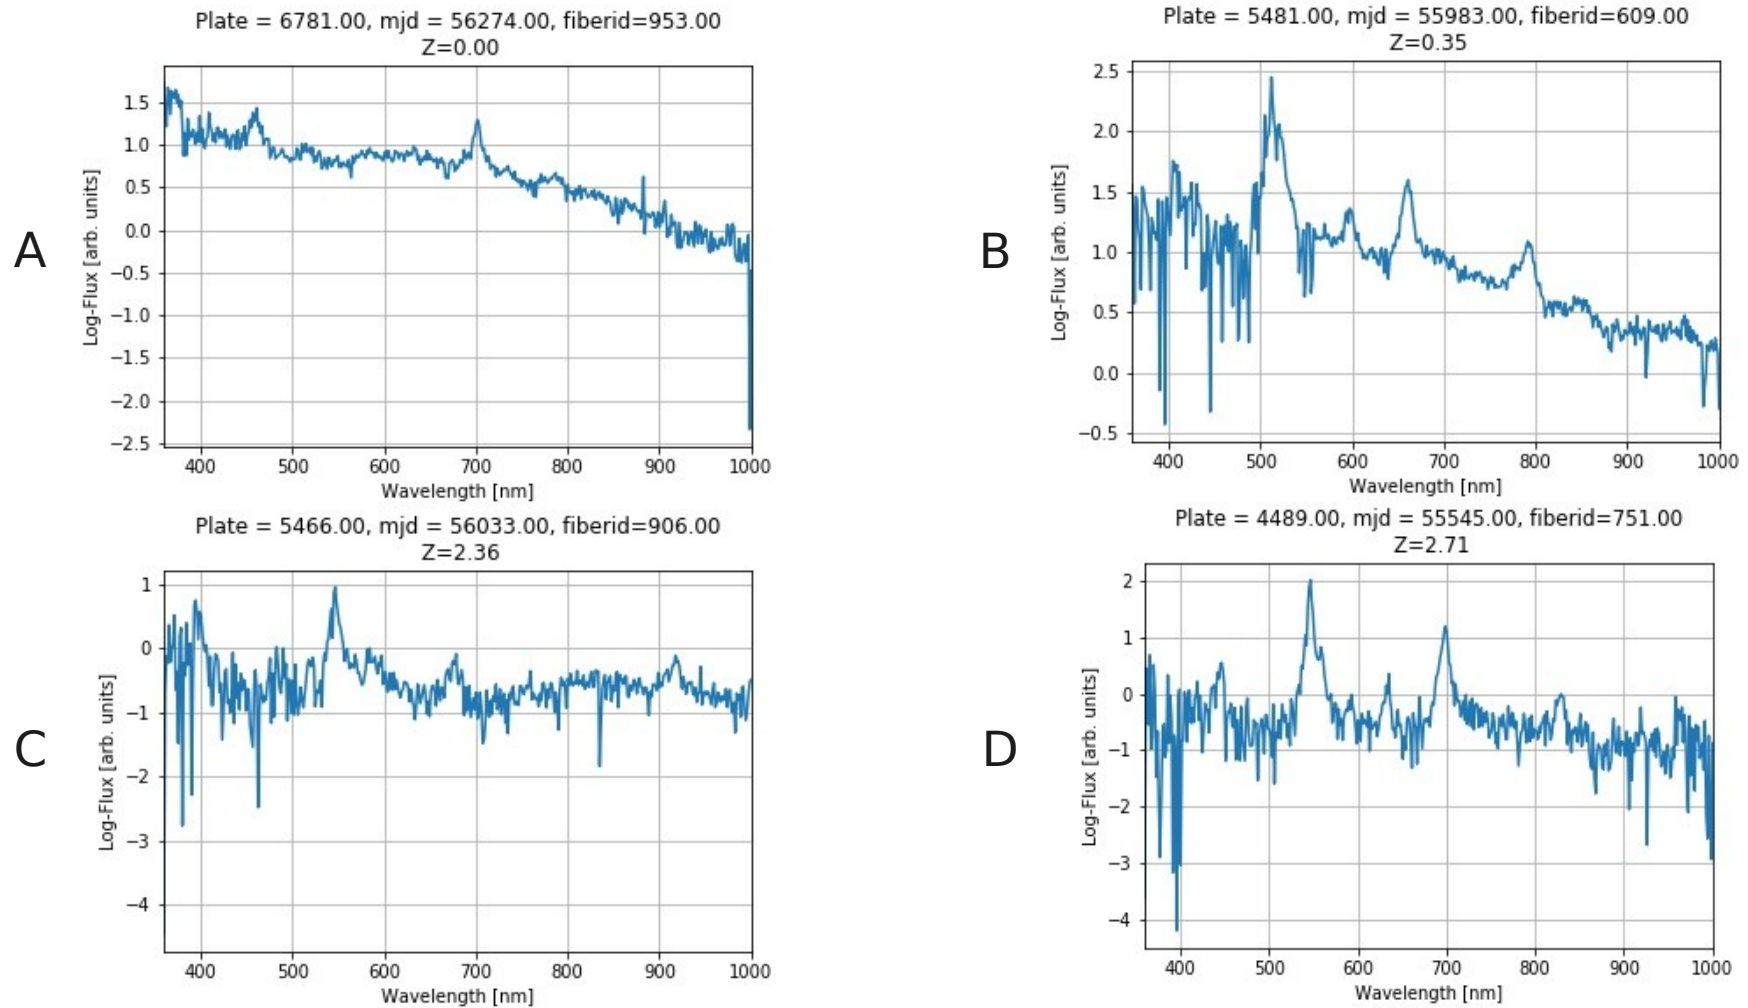 Plate = 6781.00, mjd = 56274.00, fiberid=953.00
Z=0.00
A
Log-Flux [arb. units]
1.5
1.0
0.5
0.0
−0.5
−1.0
−1.5
−2.0
−2.5
400 500 600 700 800 900 1000
Wavelength [nm]
Plate = 5481.00, mjd = 55983.00, fiberid=609.00
Z=0.35
B
Log-Flux [arb. units]
2.5
2.0
1.5
1.0
0.5
0.0
−0.5
400 500 600 700 800 900 1000
Wavelength [nm]
Plate = 5466.00, mjd = 56033.00, fiberid=906.00
Z=2.36
C
Log-Flux [arb. units]
1
0
−1
−2
−3
−4
400 500 600 700 800 900 1000
Wavelength [nm]
Plate = 4489.00, mjd = 55545.00, fiberid=751.00
Z=2.71
D
Log-Flux [arb. units]
2
1
0
−1
−2
−3
−4
400 500 600 700 800 900 1000
Wavelength [nm]